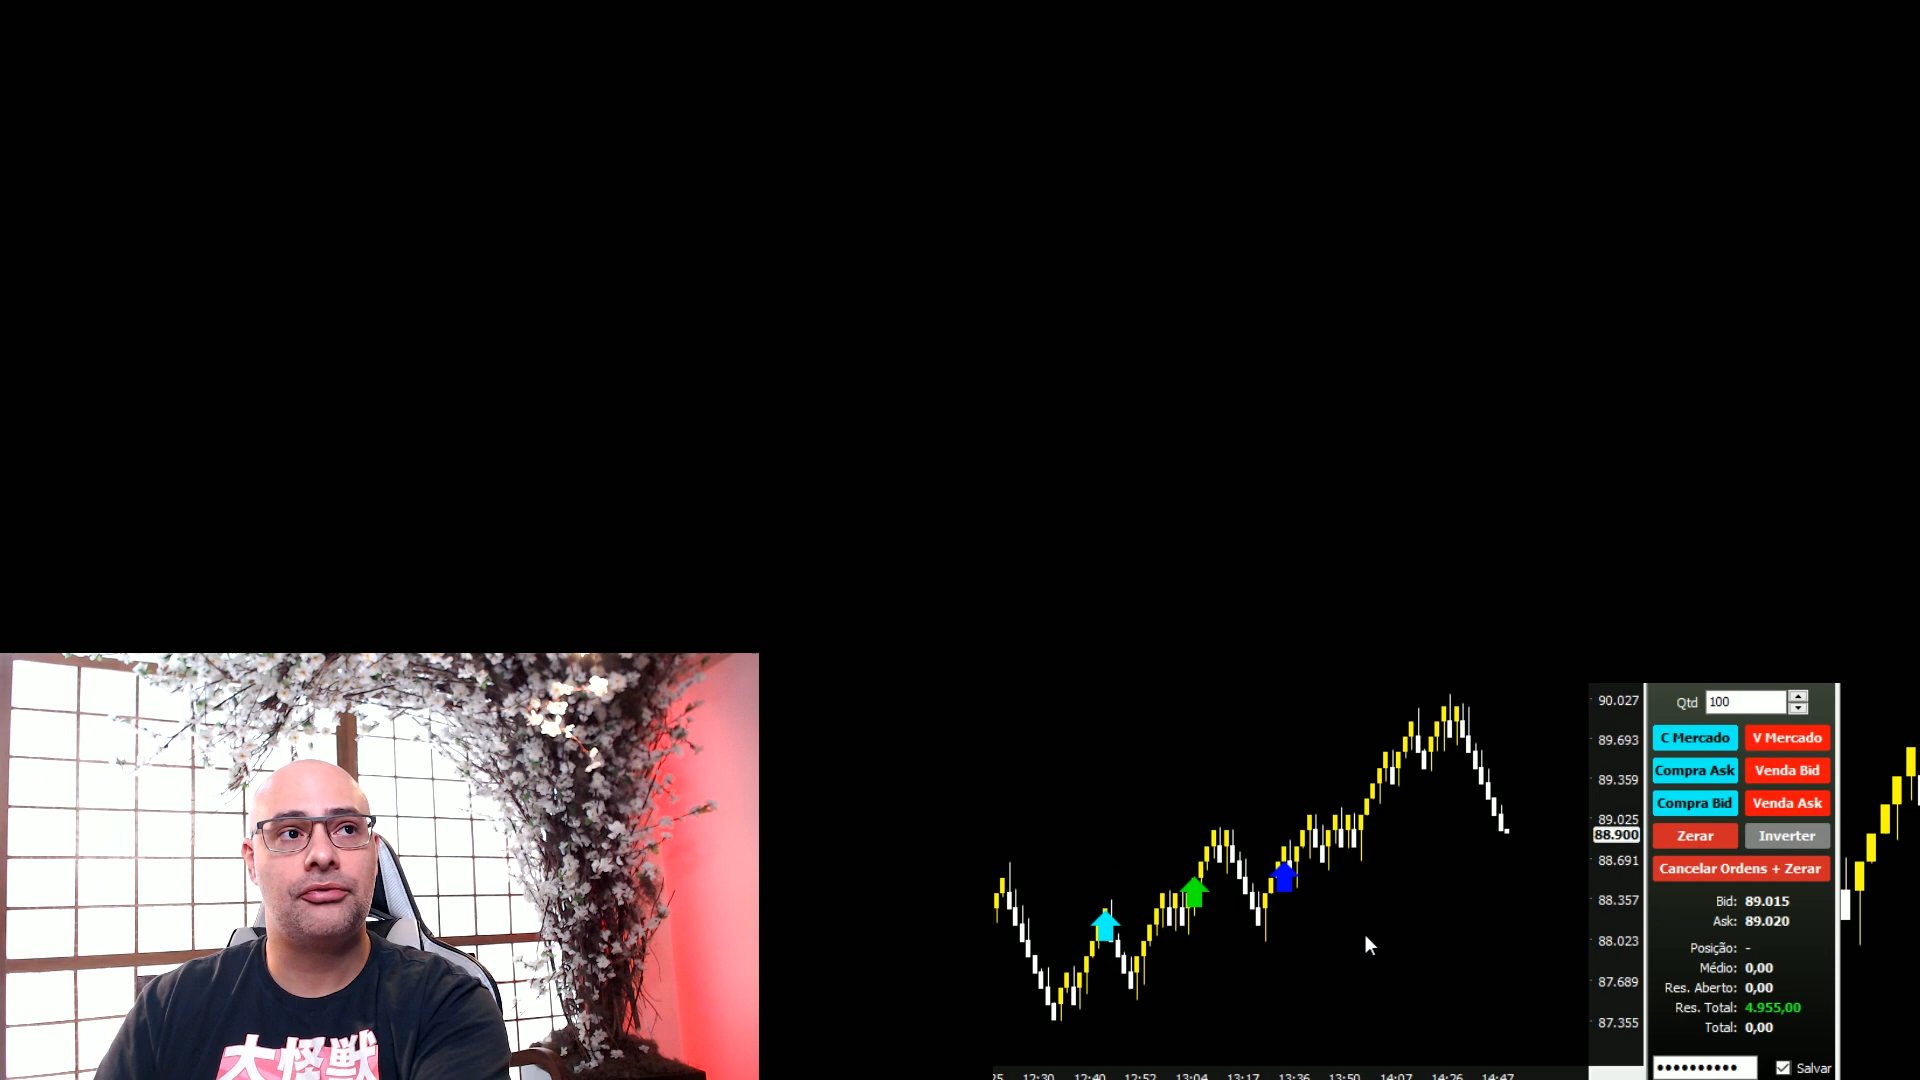 90.027
89.693
89.359
89.025
88.900
88.691
88.357
88.023
87.689
87.355
25 12:30 12:40 12:52 13:04 13:17 13:36 13:50 14:07 14:26 14:47
Qtd 100
C Mercado V Mercado
Compra Ask Venda Bid
Compra Bid Venda Ask
Zerar Inverter
Cancelar Ordens + Zerar
Bid: 89.015
Ask: 89.020
Posição: -
Médio: 0,00
Res. Aberto: 0,00
Res. Total: 4.955,00
Total: 0,00
Salvar
大怪獣